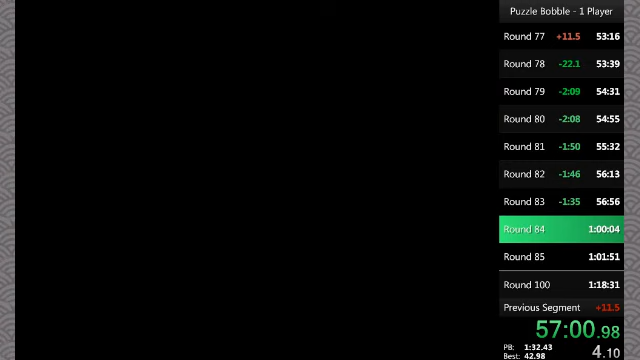 Puzzle Bobble - 1 Player
Round 77 +11.5 53:16
Round 78 -22.1 53:39
Round 79 -2:09 54:31
Round 80 -2:08 54:55
Round 81 -1:50 55:32
Round 82 -1:46 56:13
Round 83 -1:35 56:56
Round 84 1:00:04
Round 85 1:01:51
Round 100 1:18:31
Previous Segment +11.5
57:00.98
PB: 1:32.43
Best: 42.98
4.10